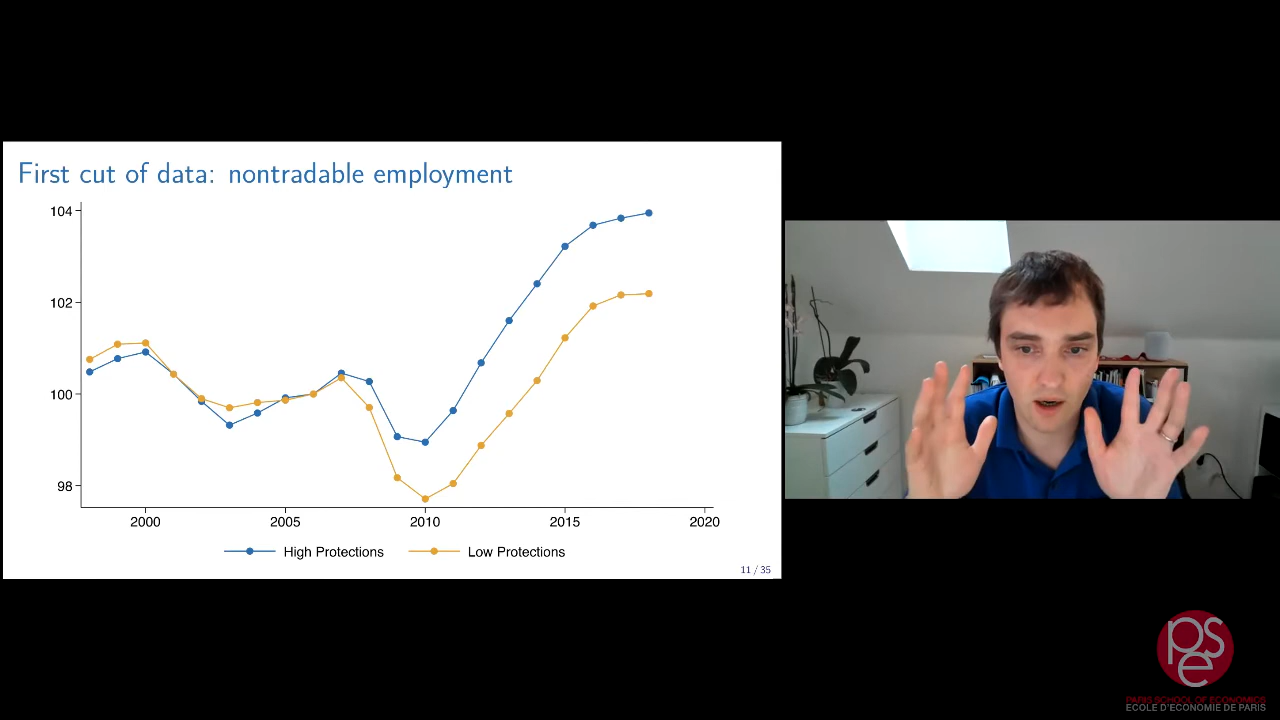 First cut of data: nontradable employment
104
102
100
98
2000 2005 2010 2015 2020
High Protections Low Protections
11 / 35
pse
PARIS SCHOOL OF ECONOMICS
ECOLE D'ECONOMIE DE PARIS